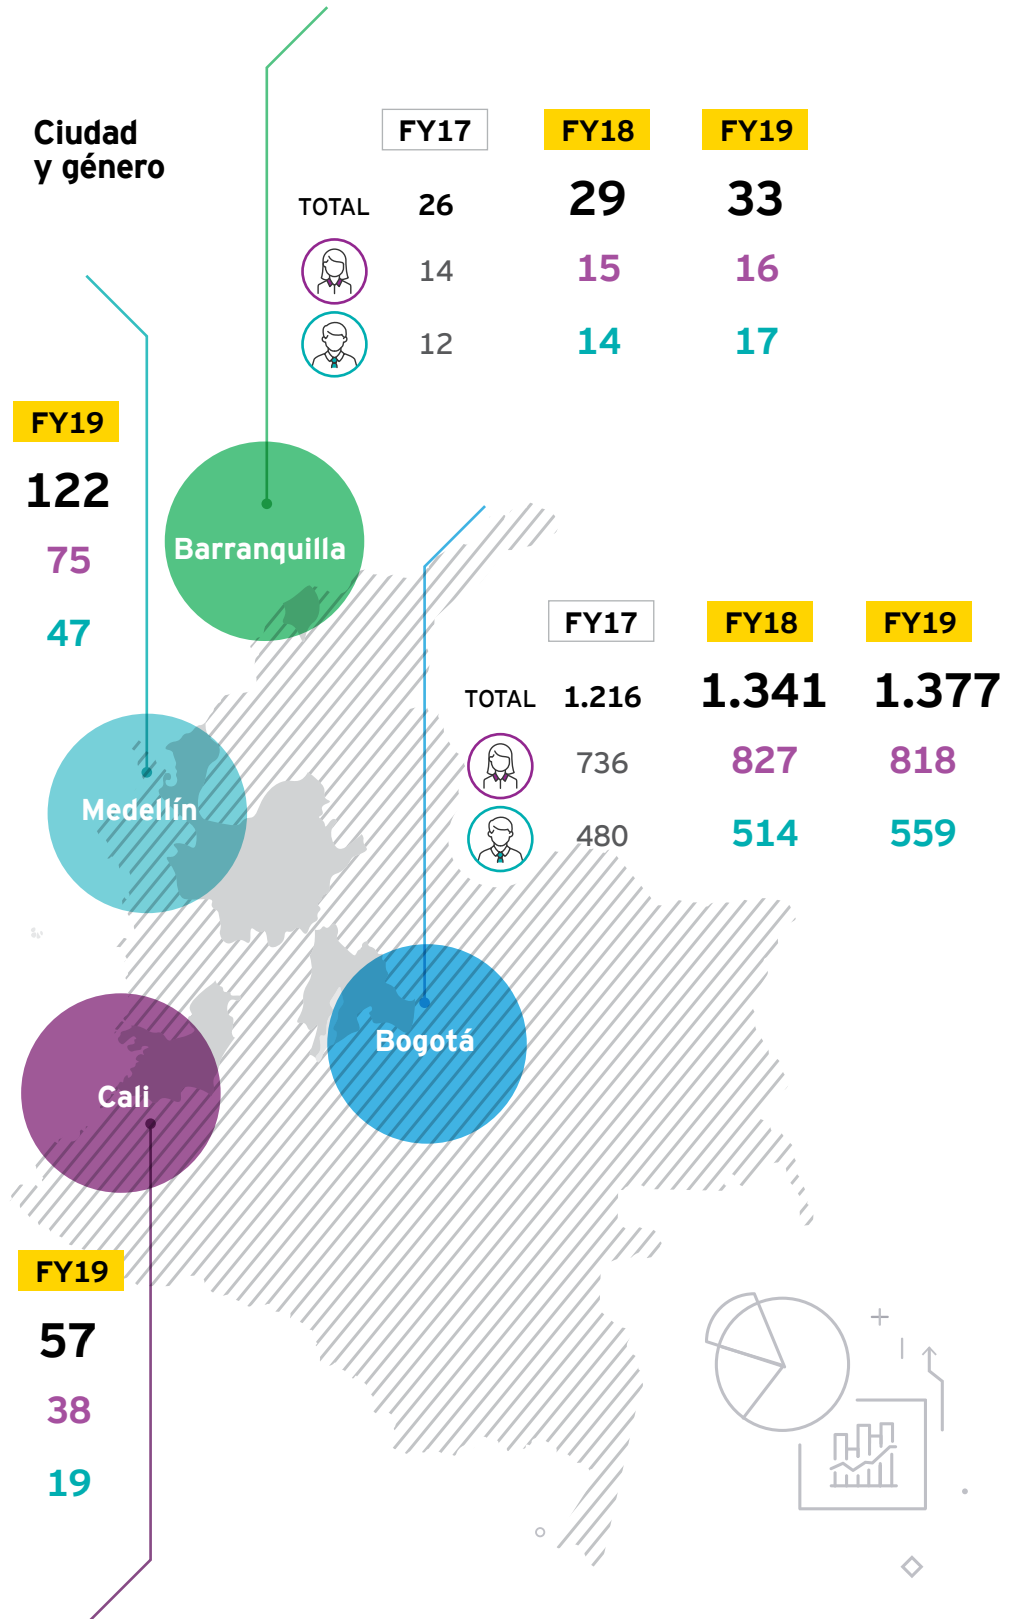 Ciudad
y género
FY17 FY18 FY19
TOTAL 26 29 33
14 15 16
12 14 17
FY19
122
75
47
Barranquilla
FY17 FY18 FY19
TOTAL 1.216 1.341 1.377
736 827 818
480 514 559
Medellín
Bogotá
Cali
FY19
57
38
19